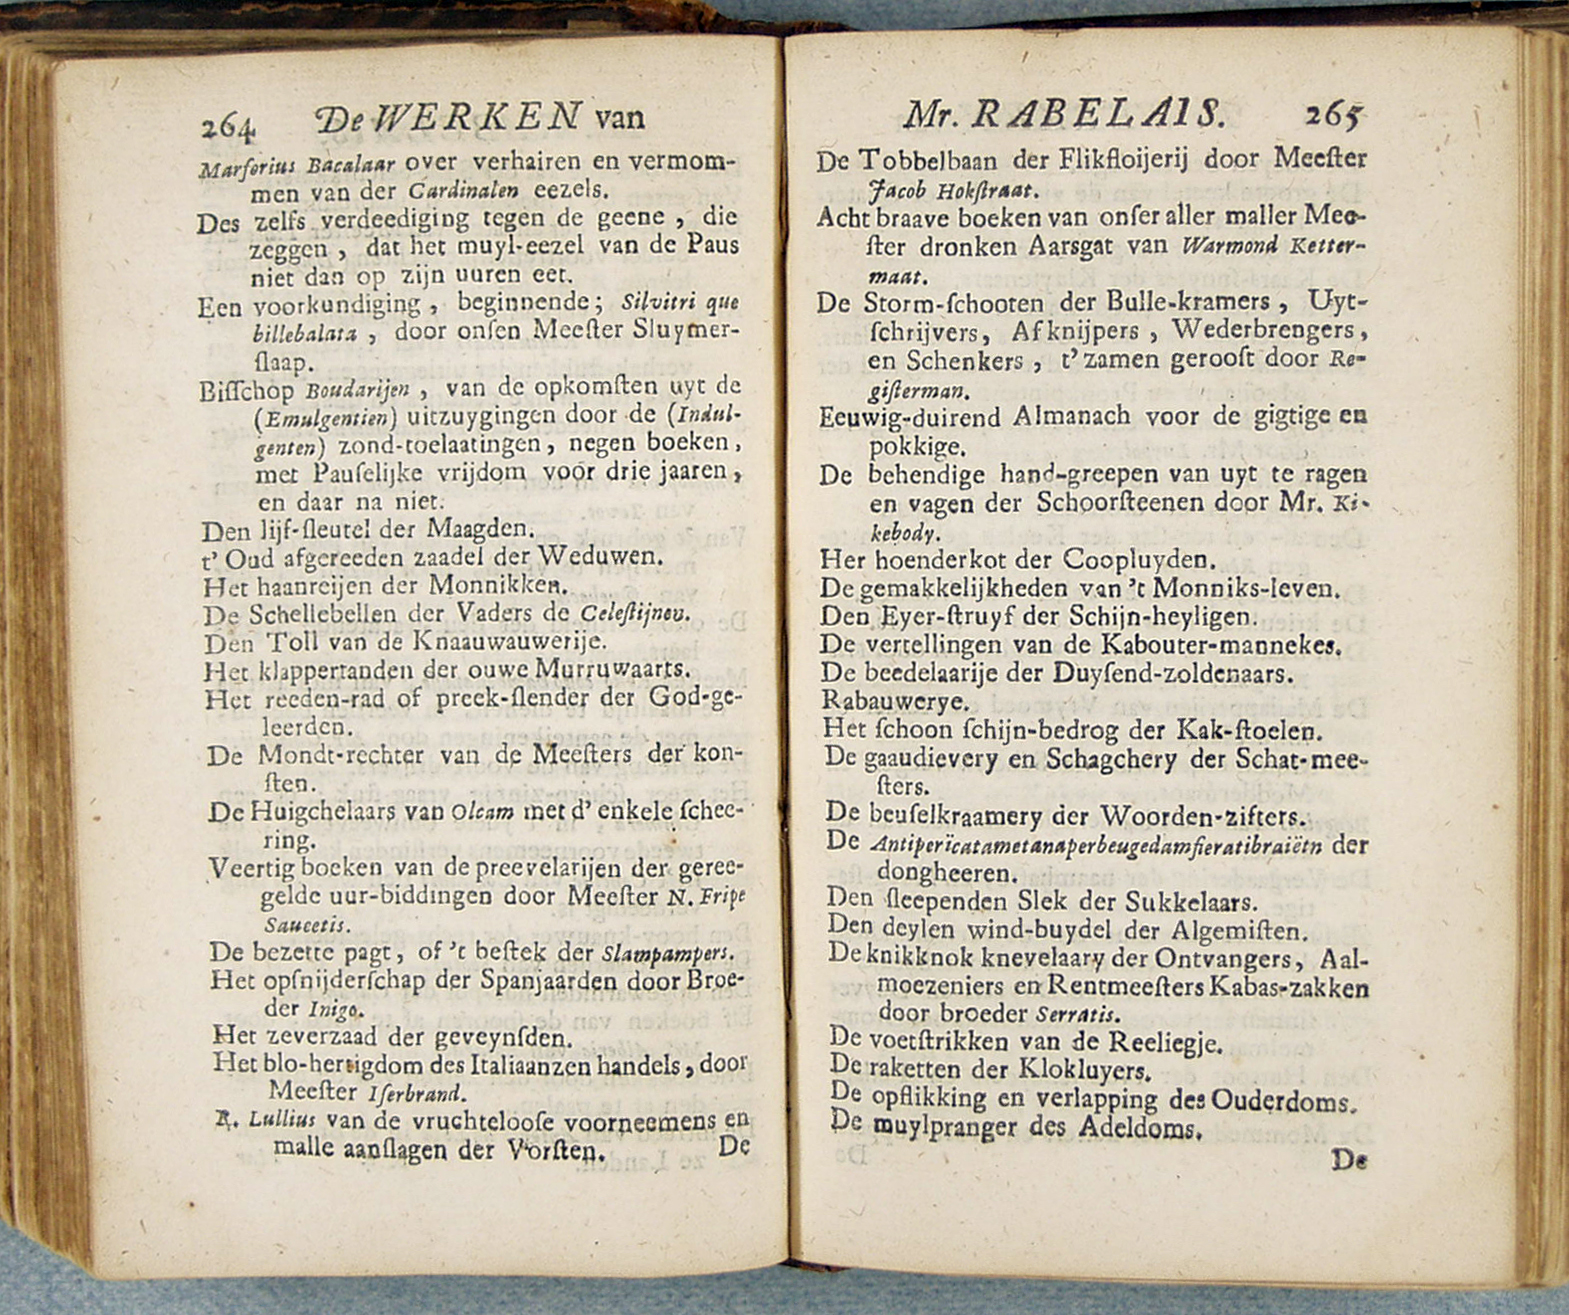 264 De WERKEN van
Marforius Bacalaar over verhairen en vermom-
men van der Cardinalen eezels.
Des zelfs verdeediging tegen de geene , die
zeggen , dat het muyl-eezel van de Paus
niet dan op zijn uuren eet.
Een voorkundiging , beginnende ; Silvitri que
billebalata , door onſen Meeſter Sluymer-
ſlaap.
Biſſchop Boudarijen , van de opkomſten uyt de
(Emulgentien) uitzuygingen door de (Indul-
genten) zond-toelaatingen, negen boeken,
met Pauſelijke vrijdom voor drie jaaren,
en daar na niet.
Den lijf-ſleutel der Maagden.
t' Oud afgereeden zaadel der Weduwen.
Het haanreijen der Monnikken.
De Schellebellen der Vaders de Celeſtijnen.
Den Toll van de Knaauwauwerije.
Het klappertanden der ouwe Murruwaarts.
Het reeden-rad of preek-ſlender der God-ge-
leerden.
De Mondt-rechter van de Meeſters der kon-
ſten.
De Huigchelaars van Olcam met d' enkele ſchee-
ring.
Veertig boeken van de preevelarijen der geree-
gelde uur-biddingen door Meeſter N. Fripe
Saucetis.
De bezette pagt, of 't beſtek der Slampampers.
Het opſnijderſchap der Spanjaarden door Broe-
der Inigo.
Het zeverzaad der geveynſden.
Het blo-hertigdom des Italiaanzen handels, door
Meeſter Iſerbrand.
R. Lullius van de vruchtelooſe voorneemens en
malle aanſlagen der Vorſten. De
Mr. RABELAIS. 265
De Tobbelbaan der Flikfloijerij door Meeſter
Jacob Hokſtraat.
Acht braave boeken van onſer aller maller Mee-
ſter dronken Aarsgat van Warmond Ketter-
maat.
De Storm-ſchooten der Bulle-kramers , Uyt-
ſchrijvers, Afknijpers , Wederbrengers,
en Schenkers , t' zamen gerooſt door Re-
giſterman.
Eeuwig-duirend Almanach voor de gigtige en
pokkige.
De behendige hand-greepen van uyt te ragen
en vagen der Schoorſteenen door Mr. Ki-
kebody.
Her hoenderkot der Coopluyden.
De gemakkelijkheden van 't Monniks-leven.
Den Eyer-ſtruyf der Schijn-heyligen.
De vertellingen van de Kabouter-mannekes.
De beedelaarije der Duyſend-zoldenaars.
Rabauwerye.
Het ſchoon ſchijn-bedrog der Kak-ſtoelen.
De gaaudievery en Schagchery der Schat-mee-
ſters.
De beuſelkraamery der Woorden-zifters.
De Antipericatametanaperbeugedamfieratibraiëtn der
dongheeren.
Den ſleependen Slek der Sukkelaars.
Den deylen wind-buydel der Algemiſten.
De knikknok knevelaary der Ontvangers, Aal-
moezeniers en Rentmeeſters Kabas-zakken
door broeder Serratis.
De voetſtrikken van de Reeliegje.
De raketten der Klokluyers.
De opflikking en verlapping des Ouderdoms.
De muylpranger des Adeldoms.
De